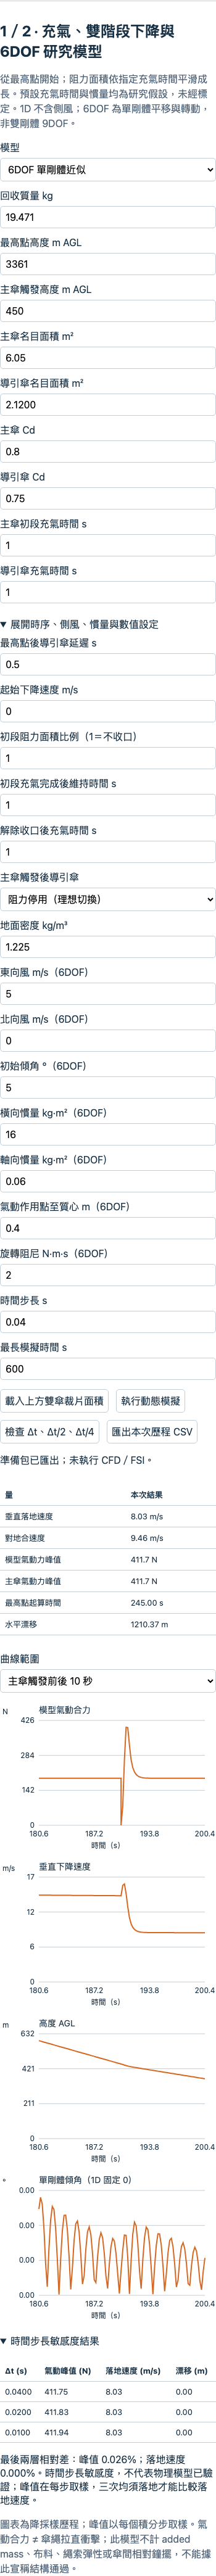 1 / 2 · 充氣、雙階段下降與
6DOF 研究模型
從最高點開始；阻力面積依指定充氣時間平滑成
長。預設充氣時間與慣量均為研究假設，未經標
定。1D 不含側風；6DOF 為單剛體平移與轉動，
非雙剛體 9DOF。
模型
6DOF 單剛體近似
回收質量 kg
19.471
最高點高度 m AGL
3361
主傘觸發高度 m AGL
450
主傘名目面積 m²
6.05
導引傘名目面積 m²
2.1200
主傘 Cd
0.8
導引傘 Cd
0.75
主傘初段充氣時間 s
1
導引傘充氣時間 s
1
▼ 展開時序、側風、慣量與數值設定
最高點後導引傘延遲 s
0.5
起始下降速度 m/s
0
初段阻力面積比例（1＝不收口）
1
初段充氣完成後維持時間 s
1
解除收口後充氣時間 s
1
主傘觸發後導引傘
阻力停用（理想切換）
地面密度 kg/m³
1.225
東向風 m/s（6DOF）
5
北向風 m/s（6DOF）
0
初始傾角 °（6DOF）
5
橫向慣量 kg·m²（6DOF）
16
軸向慣量 kg·m²（6DOF）
0.06
氣動作用點至質心 m（6DOF）
0.4
旋轉阻尼 N·m·s（6DOF）
2
時間步長 s
0.04
最長模擬時間 s
600
載入上方雙傘裁片面積 執行動態模擬
檢查 Δt、Δt/2、Δt/4 匯出本次歷程 CSV
準備包已匯出；未執行 CFD / FSI。
量 本次結果
垂直落地速度 8.03 m/s
對地合速度 9.46 m/s
模型氣動力峰值 411.7 N
主傘氣動力峰值 411.7 N
最高點起算時間 245.00 s
水平漂移 1210.37 m
曲線範圍
主傘觸發前後 10 秒
N 模型氣動合力
426
284
142
0
180.6 187.2 193.8 200.4
時間（s）
m/s 垂直下降速度
17
12
6
0
180.6 187.2 193.8 200.4
時間（s）
m 高度 AGL
632
421
211
0
180.6 187.2 193.8 200.4
時間（s）
° 單剛體傾角（1D 固定 0）
0.00
0.00
0.00
0.00
180.6 187.2 193.8 200.4
時間（s）
▼ 時間步長敏感度結果
Δt (s) 氣動峰值 (N) 落地速度 (m/s) 漂移 (m)
0.0400 411.75 8.03 0.00
0.0200 411.83 8.03 0.00
0.0100 411.94 8.03 0.00
最後兩層相對差：峰值 0.026%；落地速度
0.000%。時間步長敏感度，不代表物理模型已驗
證；峰值在每步取樣，三次均須落地才能比較落
地速度。
圖表為降採樣歷程；峰值以每個積分步取樣。氣
動合力 ≠ 傘繩拉直衝擊；此模型不計 added
mass、布料、繩索彈性或傘間相對鐘擺，不能據
此宣稱結構通過。